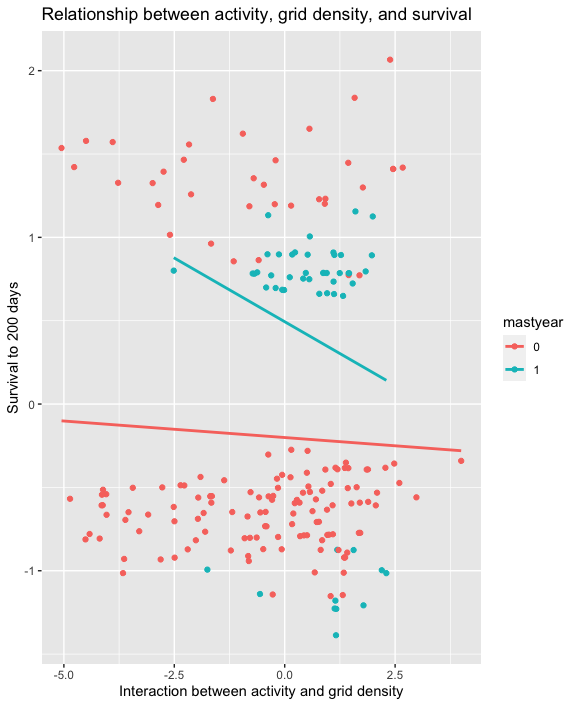 Relationship between activity, grid density, and survival
2
1
0
-1
Survival to 200 days
-5.0
-2.5
0.0
2.5
Interaction between activity and grid density
mastyear
0
1